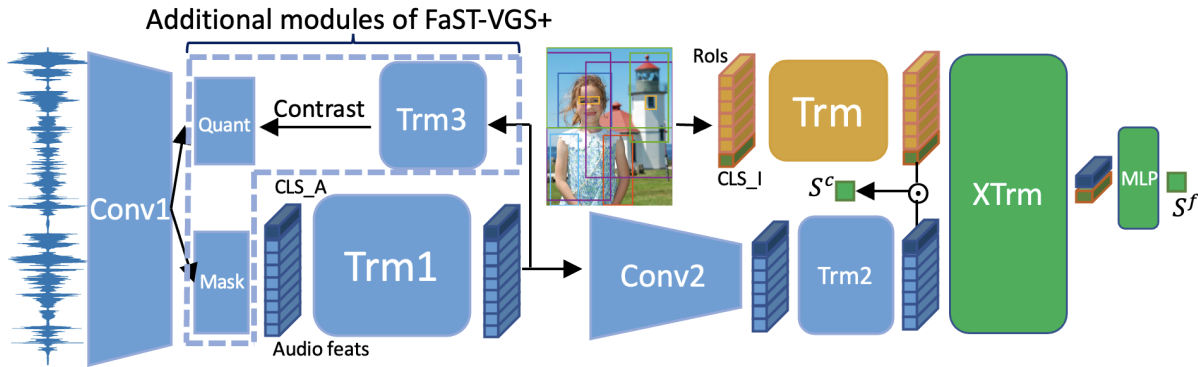 Additional modules of FaST-VGS+
Conv1
Quant
Contrast
Trm3
Mask
CLS_A
Trm1
Audio feats
RoIs
CLS_I
Trm
S^c
Conv2
Trm2
XTrm
MLP
S^f